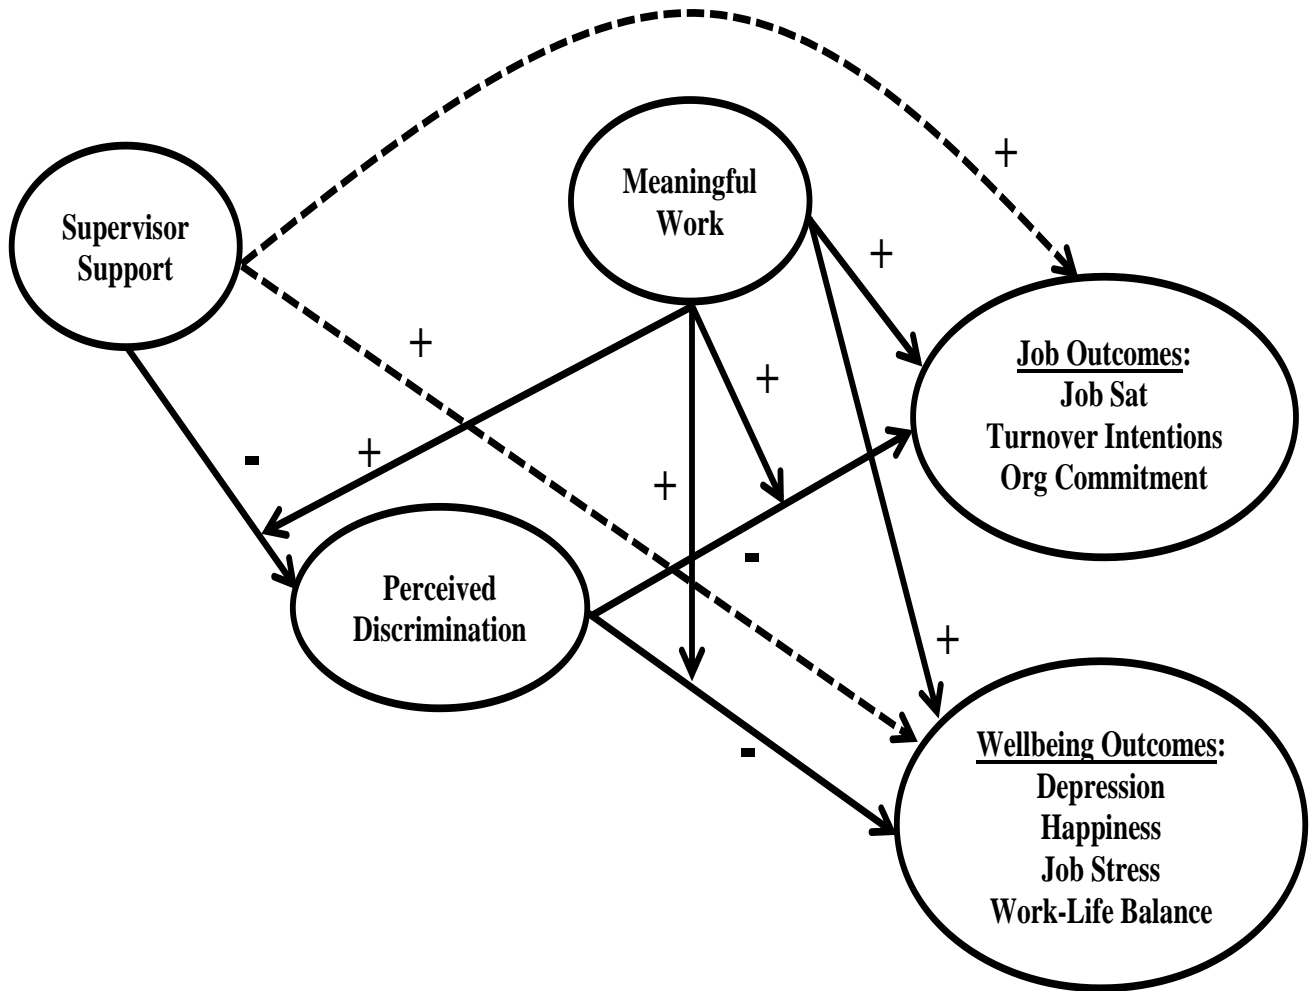 +
Meaningful
Work
Supervisor
Support
+
+
Job Outcomes:
Job Sat
Turnover Intentions
Org Commitment
+
-
+
+
-
Perceived
Discrimination
+
-
Wellbeing Outcomes:
Depression
Happiness
Job Stress
Work-Life Balance